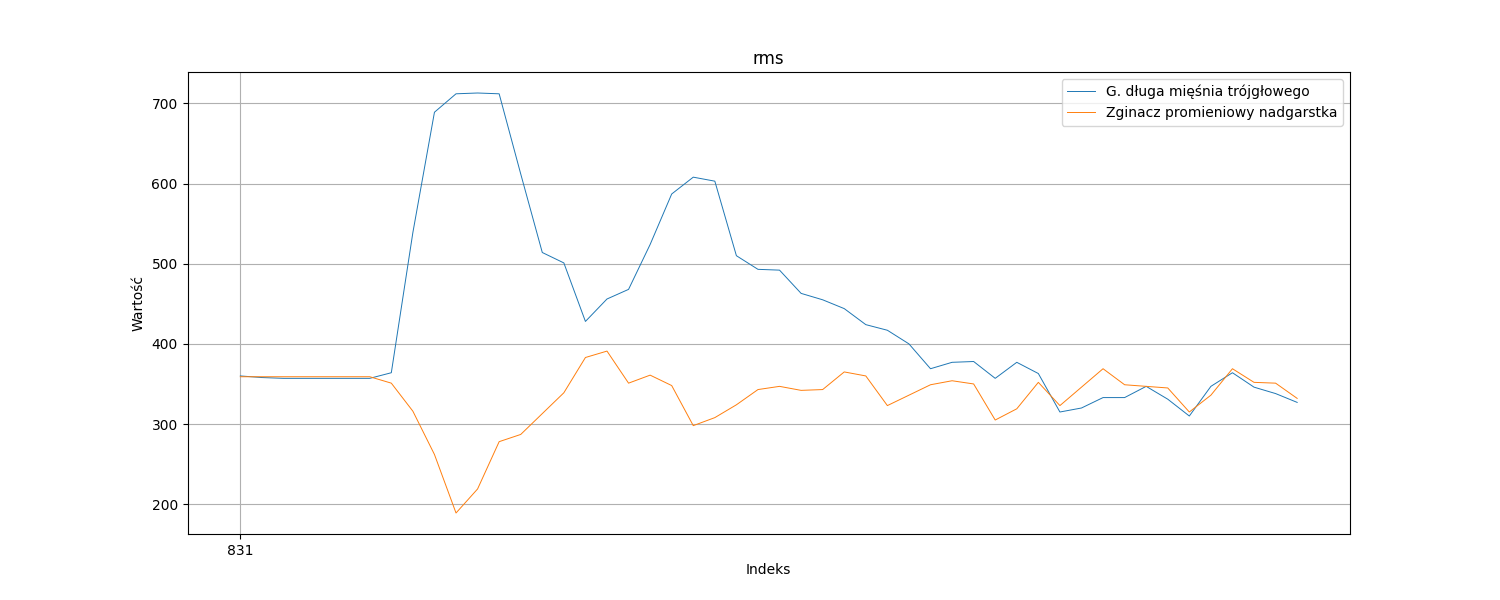 rms
G. długa mięśnia trójgłowego
Zginacz promieniowy nadgarstka
700
600
500
400
300
200
Wartość
831
Indeks